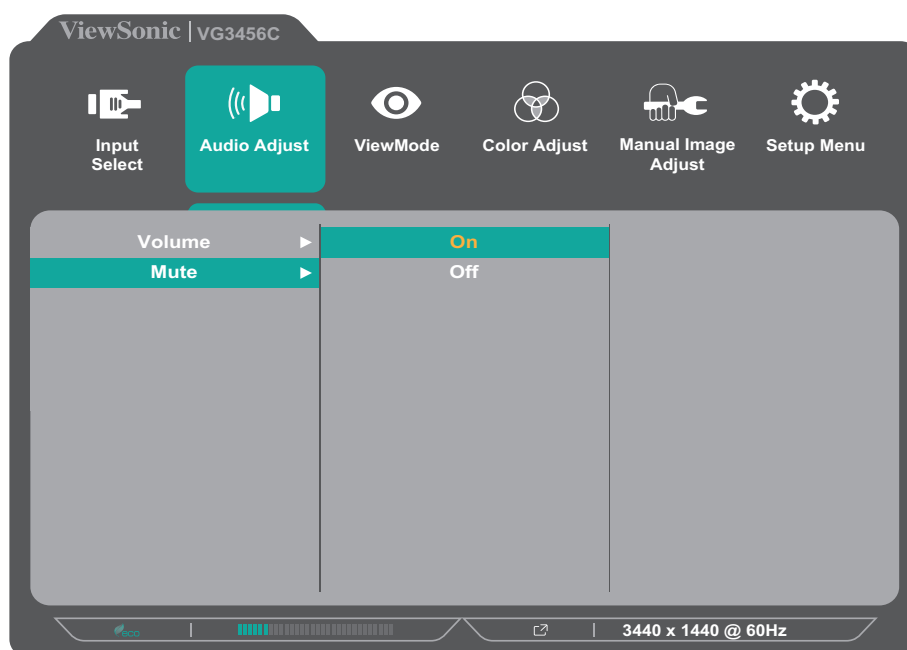 ViewSonic | VG3456C
Input
Select
Audio Adjust
ViewMode
Color Adjust
Manual Image
Adjust
Setup Menu
Volume
On
Mute
Off
ECO
3440 x 1440 @ 60Hz